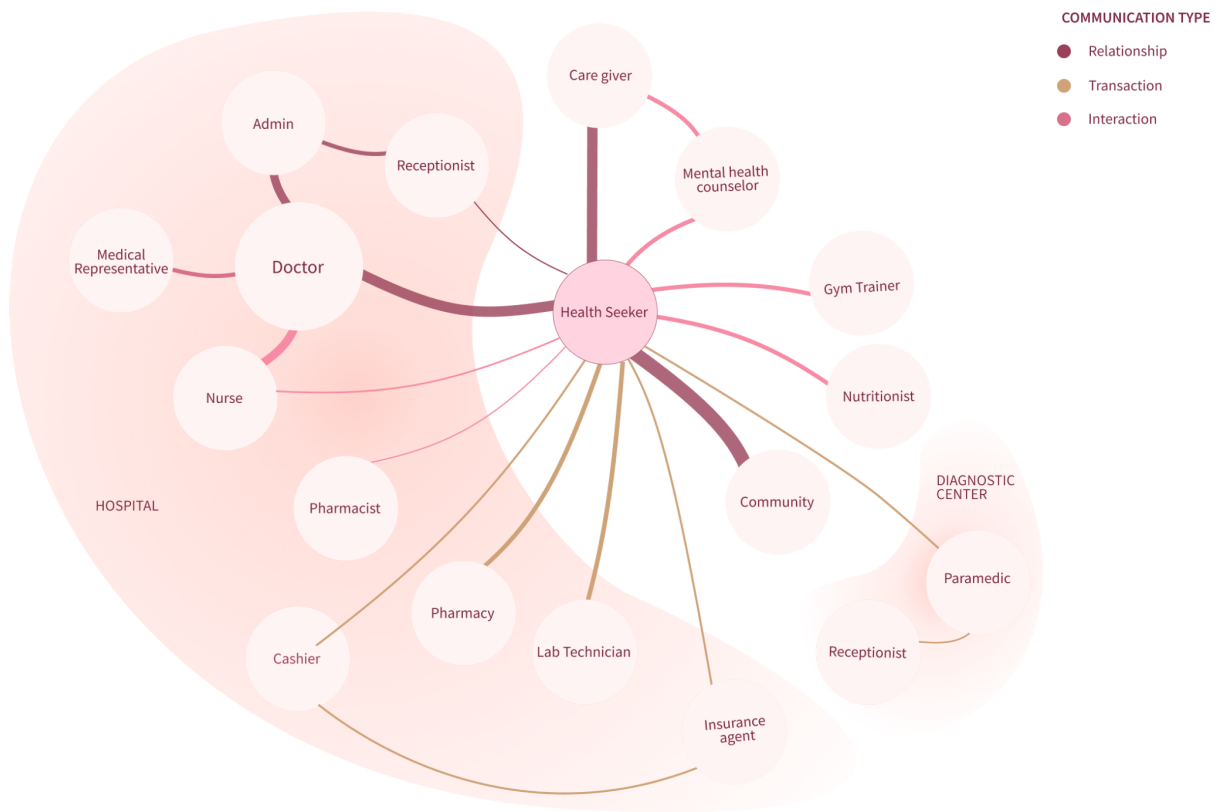 COMMUNICATION TYPE
Relationship
Transaction
Interaction
Care giver
Admin
Receptionist
Mental health
counselor
Medical
Representative
Doctor
Gym Trainer
Health Seeker
Nurse
Nutritionist
HOSPITAL
Pharmacist
Community
DIAGNOSTIC
CENTER
Paramedic
Pharmacy
Cashier
Lab Technician
Receptionist
Insurance
agent